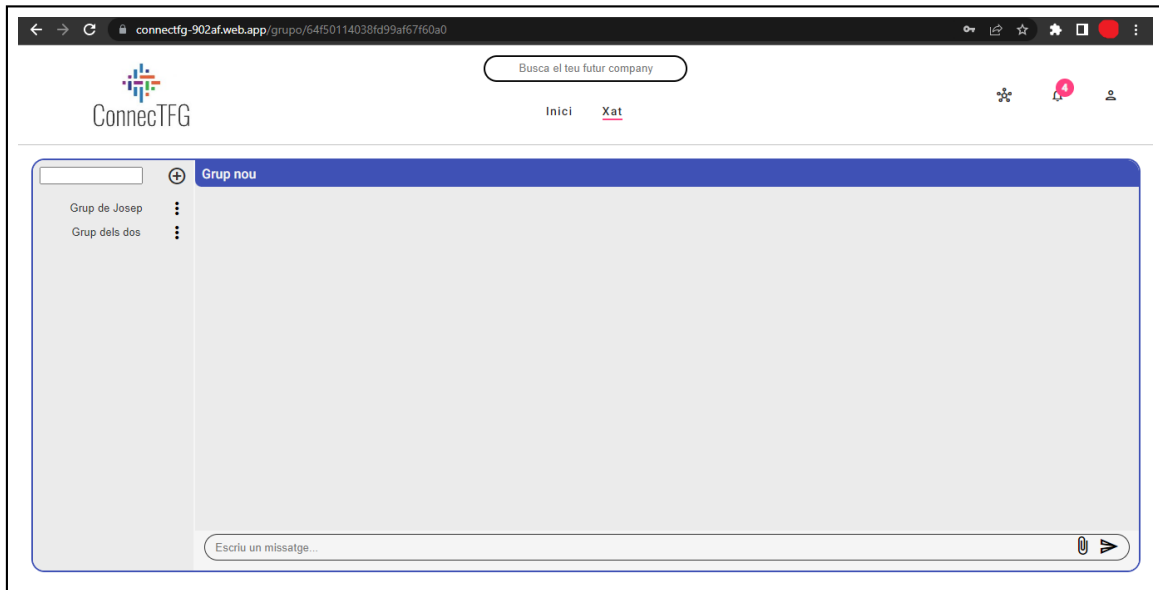 connectfg-902af.web.app/grupo/64f50114038fd99af67f60a0
Busca el teu futur company
4
ConnecTFG
Inici Xat
Grup nou
Grup de Josep
Grup dels dos
Escriu un missatge...